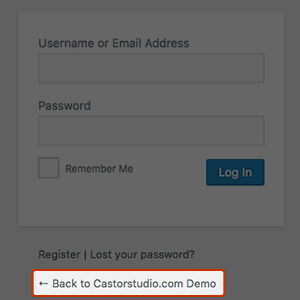 Username or Email Address
Password
Remember Me
Log In
Register | Lost your password?
← Back to Castorstudio.com Demo